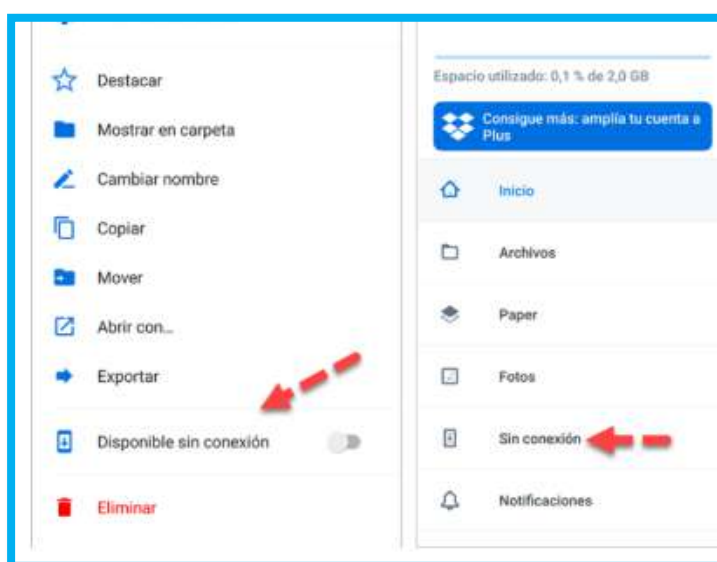 Destacar
Mostrar en carpeta
Cambiar nombre
Copiar
Mover
Abrir con...
Exportar
Disponible sin conexión
Eliminar
Espacio utilizado: 0,1 % de 2,0 GB
Consigue más: amplía tu cuenta a
Plus
Inicio
Archivos
Paper
Fotos
Sin conexión
Notificaciones